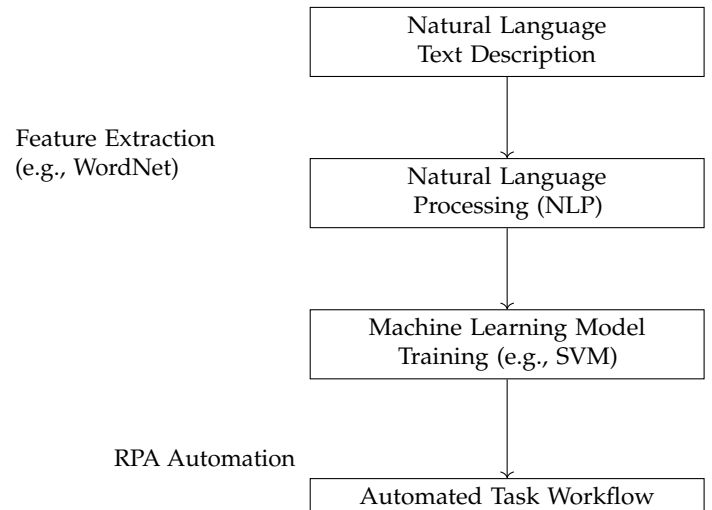 Natural Language
Text Description
Feature Extraction
(e.g., WordNet)
Natural Language
Processing (NLP)
Machine Learning Model
Training (e.g., SVM)
RPA Automation
Automated Task Workflow